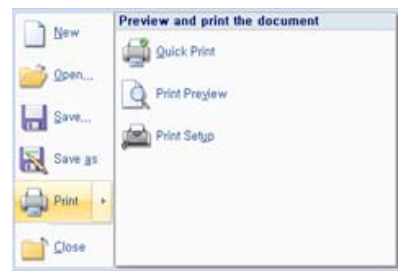 New
Open...
Save...
Save as
Print
Close
Preview and print the document
Quick Print
Print Preview
Print Setup